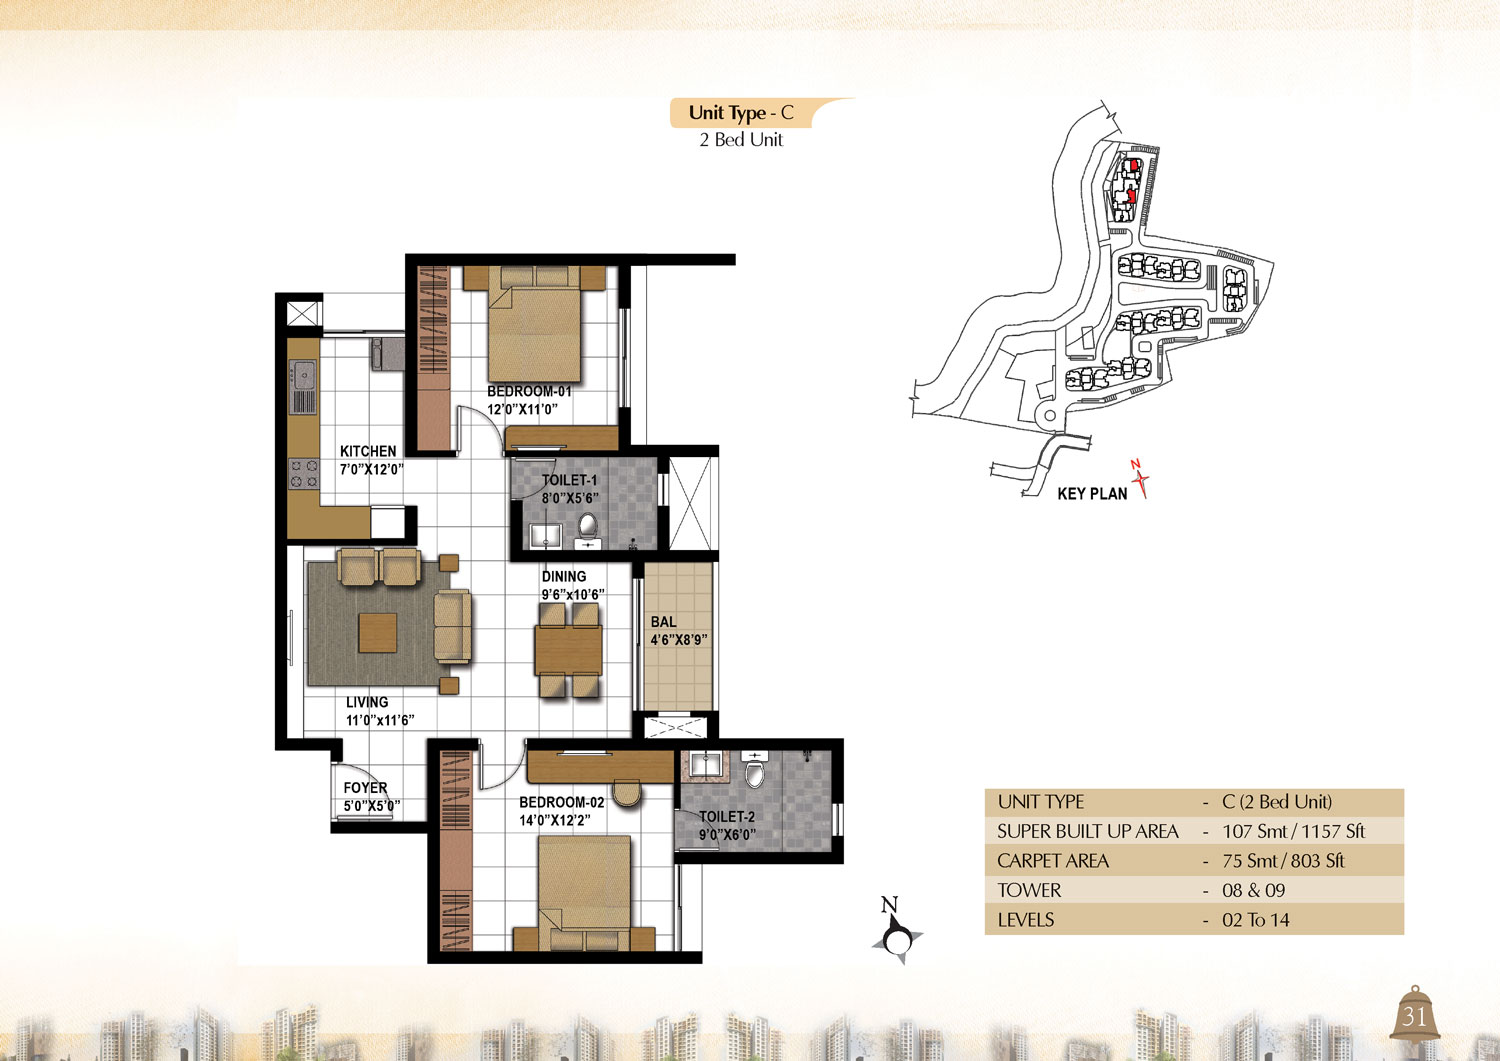 Unit Type - C
2 Bed Unit
BEDROOM-01
12'0"X11'0"
KITCHEN
7'0"X12'0"
TOILET-1
8'0"X5'6"
DINING
9'6"x10'6"
BAL
4'6"X8'9"
LIVING
11'0"x11'6"
FOYER
5'0"X5'0"
BEDROOM-02
14'0"X12'2"
TOILET-2
9'0"X6'0"
N
KEY PLAN
N
UNIT TYPE - C (2 Bed Unit)
SUPER BUILT UP AREA - 107 Smt / 1157 Sft
CARPET AREA - 75 Smt / 803 Sft
TOWER - 08 & 09
LEVELS - 02 To 14
31